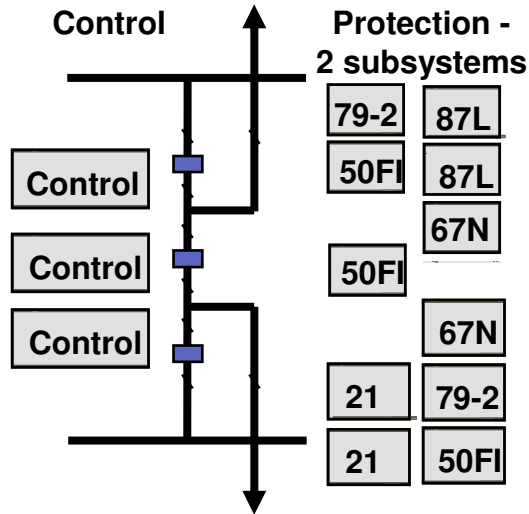 Control
Protection -
2 subsystems
79-2
87L
Control
50FI
87L
67N
Control
50FI
Control
67N
21
79-2
21
50FI